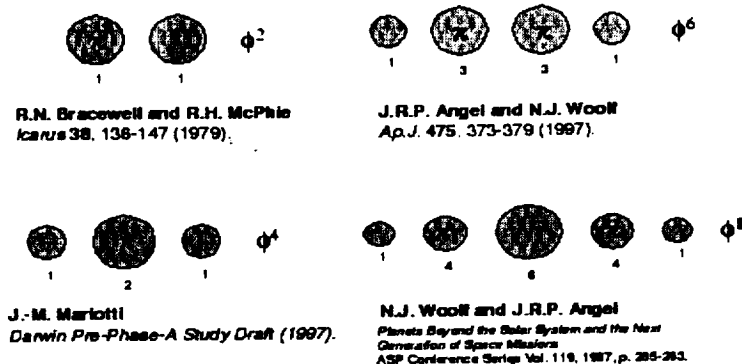 ϕ²
1 1
R.N. Bracewell and R.H. McPhie
Icarus 38, 136-147 (1979).
π π ϕ⁶
1 3 3 1
J.R.P. Angel and N.J. Woolf
Ap.J. 475, 373-379 (1997).
ϕ⁴
1 2 1
J.-M. Mariotti
Darwin Pre-Phase-A Study Draft (1997).
ϕ⁸
1 4 6 4 1
N.J. Woolf and J.R.P. Angel
Planets Beyond the Solar System and the Next
Generation of Space Missions
ASP Conference Series Vol. 119, 1997, p. 285-293.